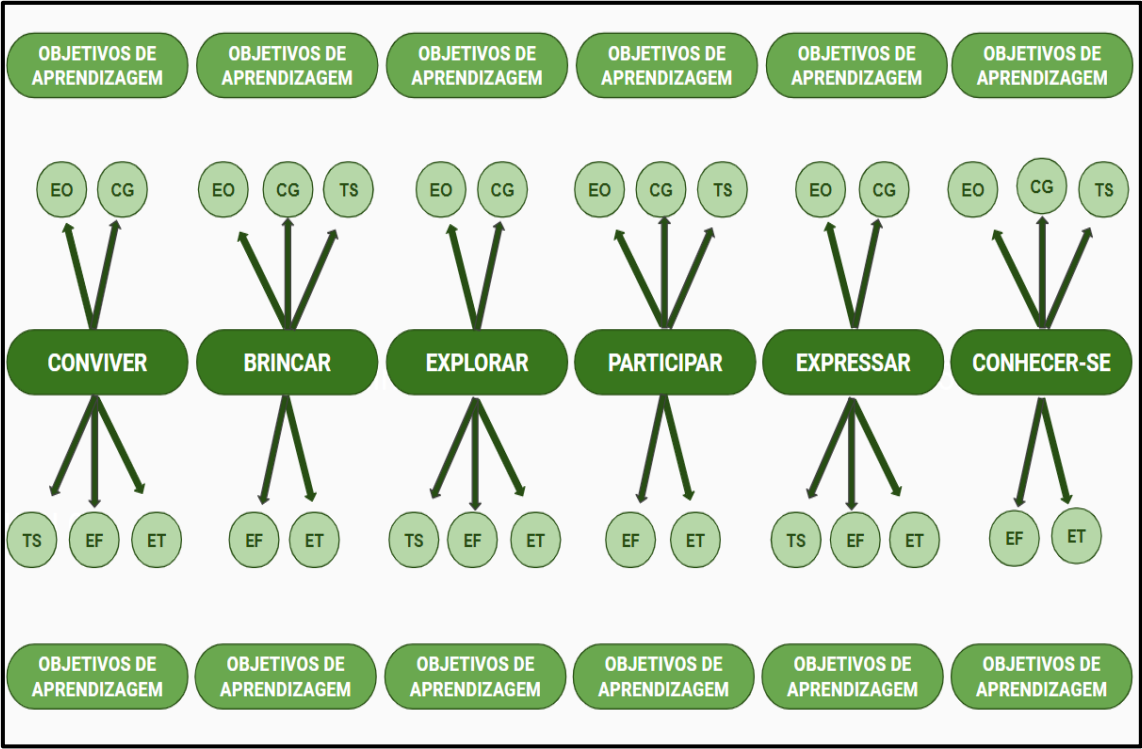 OBJETIVOS DE
APRENDIZAGEM
OBJETIVOS DE
APRENDIZAGEM
OBJETIVOS DE
APRENDIZAGEM
OBJETIVOS DE
APRENDIZAGEM
OBJETIVOS DE
APRENDIZAGEM
OBJETIVOS DE
APRENDIZAGEM
EO CG
EO CG TS
EO CG
EO CG TS
EO CG
EO CG TS
CONVIVER
BRINCAR
EXPLORAR
PARTICIPAR
EXPRESSAR
CONHECER-SE
TS EF ET
EF ET
TS EF ET
EF ET
TS EF ET
EF ET
OBJETIVOS DE
APRENDIZAGEM
OBJETIVOS DE
APRENDIZAGEM
OBJETIVOS DE
APRENDIZAGEM
OBJETIVOS DE
APRENDIZAGEM
OBJETIVOS DE
APRENDIZAGEM
OBJETIVOS DE
APRENDIZAGEM